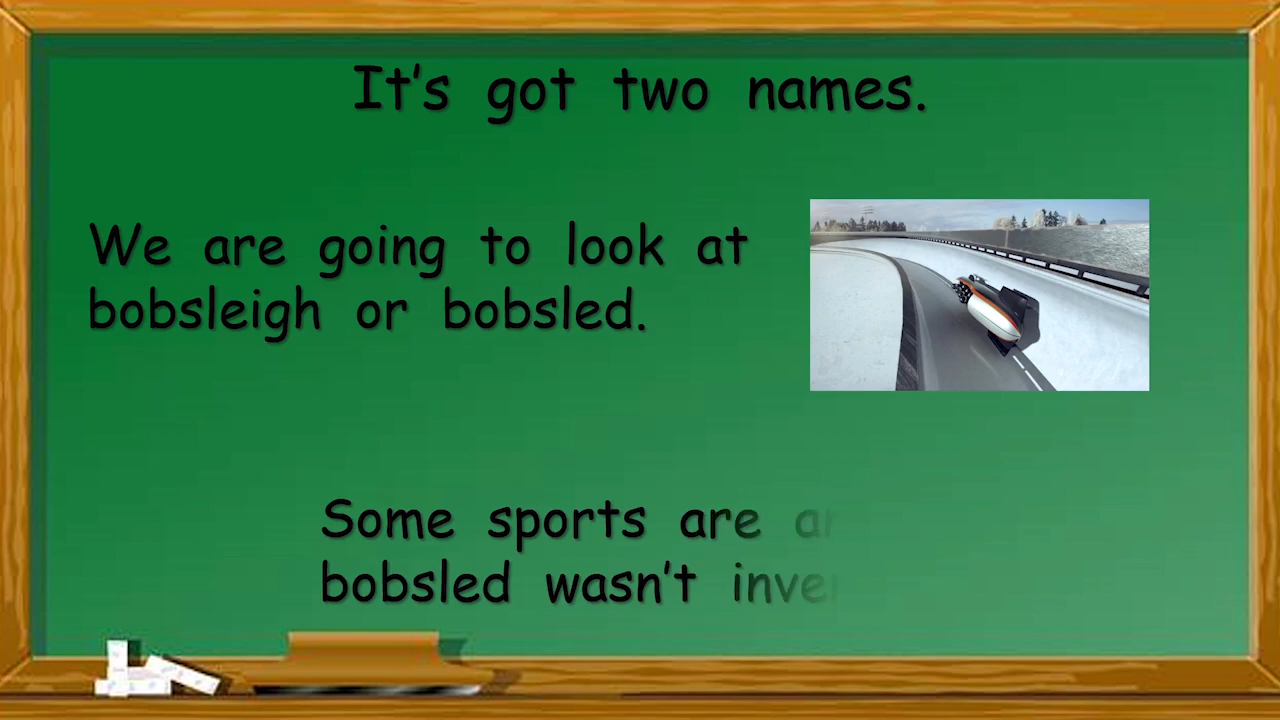 It's got two names.
We are going to look at
bobsleigh or bobsled.
Some sports are
bobsled wasn't